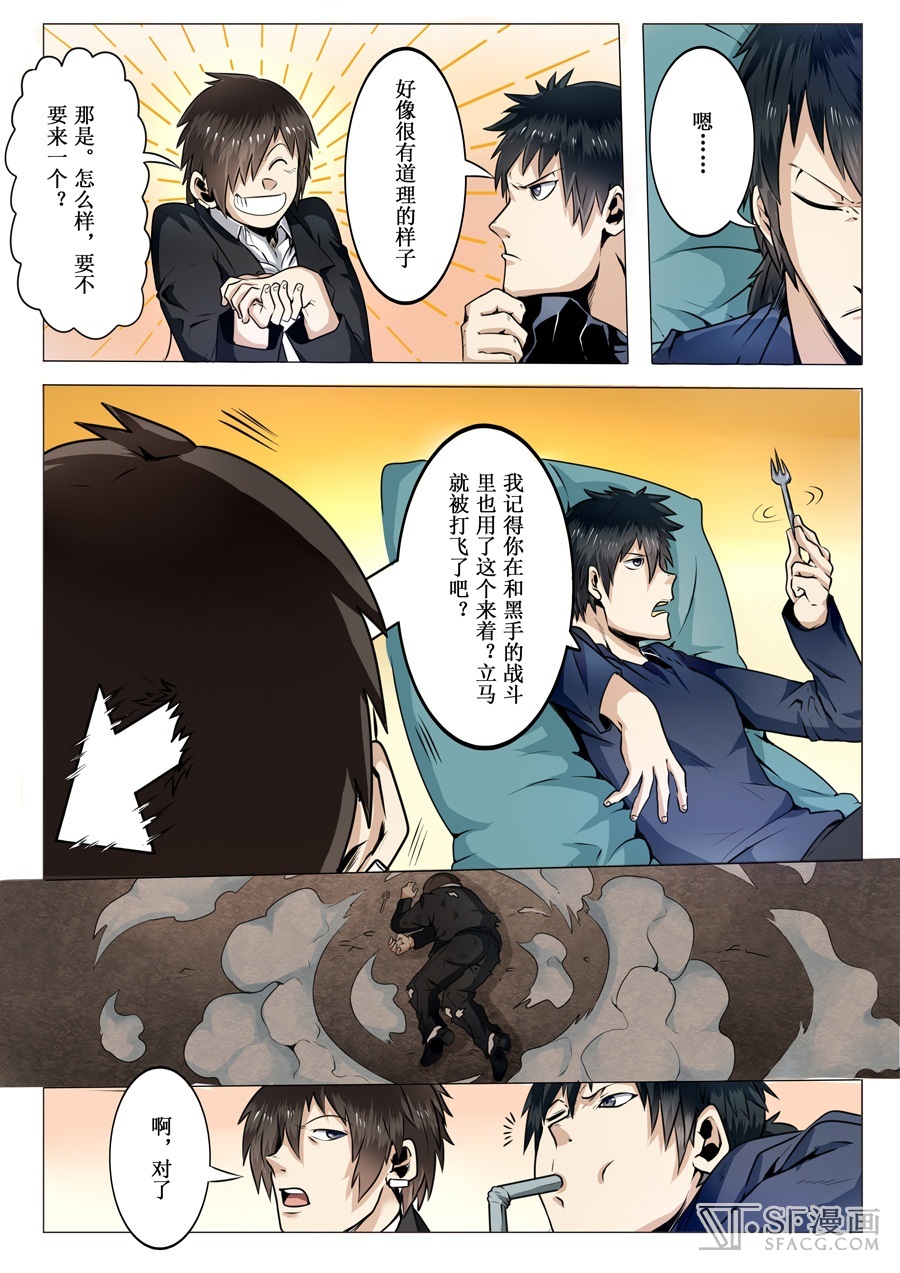 嗯……
好像很有道理的样子
那是。怎么样，要不
要来一个？
我记得你在和黑手的战斗
里也用了这个来着？立马
就被打飞了吧？
啊，对了
SF漫画
SFACG.COM